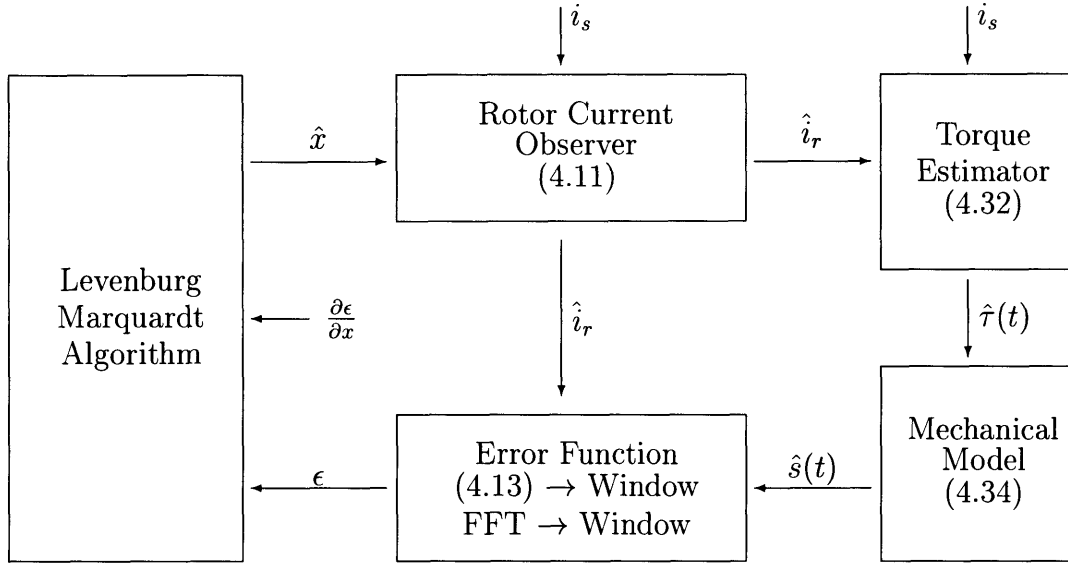 i_s
i_s
Rotor Current
Observer
(4.11)
x̂
î_r
Torque
Estimator
(4.32)
Levenburg
Marquardt
Algorithm
∂ϵ/∂x
î_r
τ̂(t)
Error Function
(4.13) → Window
FFT → Window
ϵ
ŝ(t)
Mechanical
Model
(4.34)